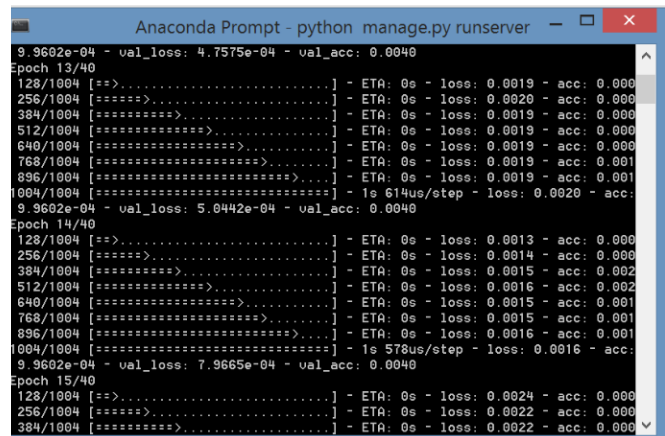 Anaconda Prompt - python manage.py runserver
9.9602e-04 - val_loss: 4.7575e-04 - val_acc: 0.0040
Epoch 13/40
128/1004 [==>...........................] - ETA: 0s - loss: 0.0019 - acc: 0.000
256/1004 [======>.......................] - ETA: 0s - loss: 0.0020 - acc: 0.000
384/1004 [==========>...................] - ETA: 0s - loss: 0.0019 - acc: 0.000
512/1004 [==============>...............] - ETA: 0s - loss: 0.0019 - acc: 0.000
640/1004 [==================>...........] - ETA: 0s - loss: 0.0019 - acc: 0.000
768/1004 [=====================>........] - ETA: 0s - loss: 0.0019 - acc: 0.001
896/1004 [=========================>....] - ETA: 0s - loss: 0.0019 - acc: 0.001
1004/1004 [==============================] - 1s 614us/step - loss: 0.0020 - acc:
9.9602e-04 - val_loss: 5.0442e-04 - val_acc: 0.0040
Epoch 14/40
128/1004 [==>...........................] - ETA: 0s - loss: 0.0013 - acc: 0.000
256/1004 [======>.......................] - ETA: 0s - loss: 0.0014 - acc: 0.000
384/1004 [==========>...................] - ETA: 0s - loss: 0.0015 - acc: 0.002
512/1004 [==============>...............] - ETA: 0s - loss: 0.0016 - acc: 0.002
640/1004 [==================>...........] - ETA: 0s - loss: 0.0015 - acc: 0.001
768/1004 [=====================>........] - ETA: 0s - loss: 0.0015 - acc: 0.001
896/1004 [=========================>....] - ETA: 0s - loss: 0.0016 - acc: 0.001
1004/1004 [==============================] - 1s 578us/step - loss: 0.0016 - acc:
9.9602e-04 - val_loss: 7.9665e-04 - val_acc: 0.0040
Epoch 15/40
128/1004 [==>...........................] - ETA: 0s - loss: 0.0024 - acc: 0.000
256/1004 [======>.......................] - ETA: 0s - loss: 0.0022 - acc: 0.000
384/1004 [==========>...................] - ETA: 0s - loss: 0.0022 - acc: 0.000